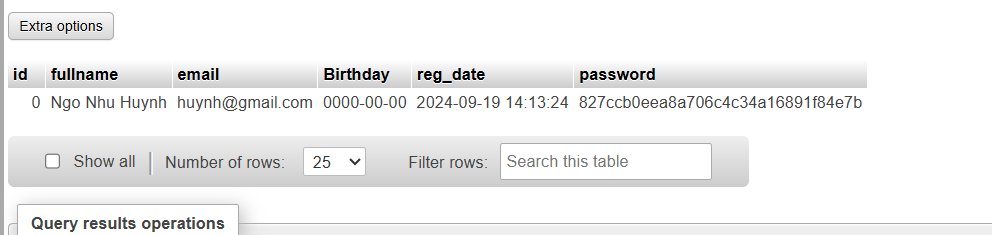 Extra options
id fullname email Birthday reg_date password
0 Ngo Nhu Huynh huynh@gmail.com 0000-00-00 2024-09-19 14:13:24 827ccb0eea8a706c4c34a16891f84e7b
Show all Number of rows: 25 Filter rows: Search this table
Query results operations